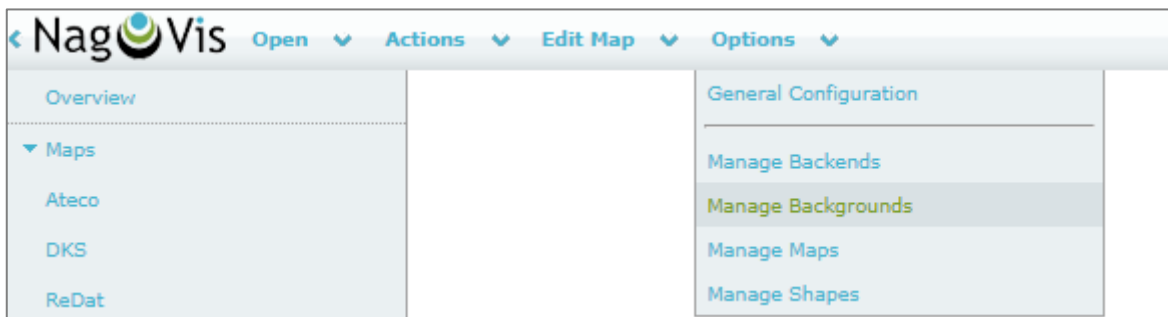 NagVis Open Actions Edit Map Options
Overview
Maps
Ateco
DKS
ReDat
General Configuration
Manage Backends
Manage Backgrounds
Manage Maps
Manage Shapes